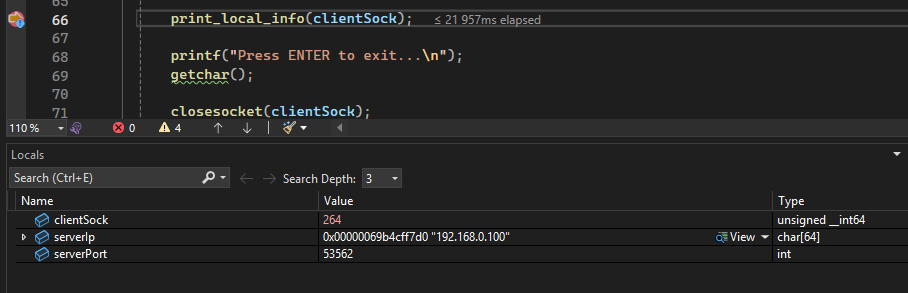 65
66 print_local_info(clientSock); ≤ 21 957ms elapsed
67
68 printf("Press ENTER to exit...\n");
69 getchar();
70
71 closesocket(clientSock);
110 % 0 4
Locals
Search (Ctrl+E) Search Depth: 3
Name Value Type
clientSock 264 unsigned __int64
serverIp 0x00000069b4cff7d0 "192.168.0.100" View char[64]
serverPort 53562 int